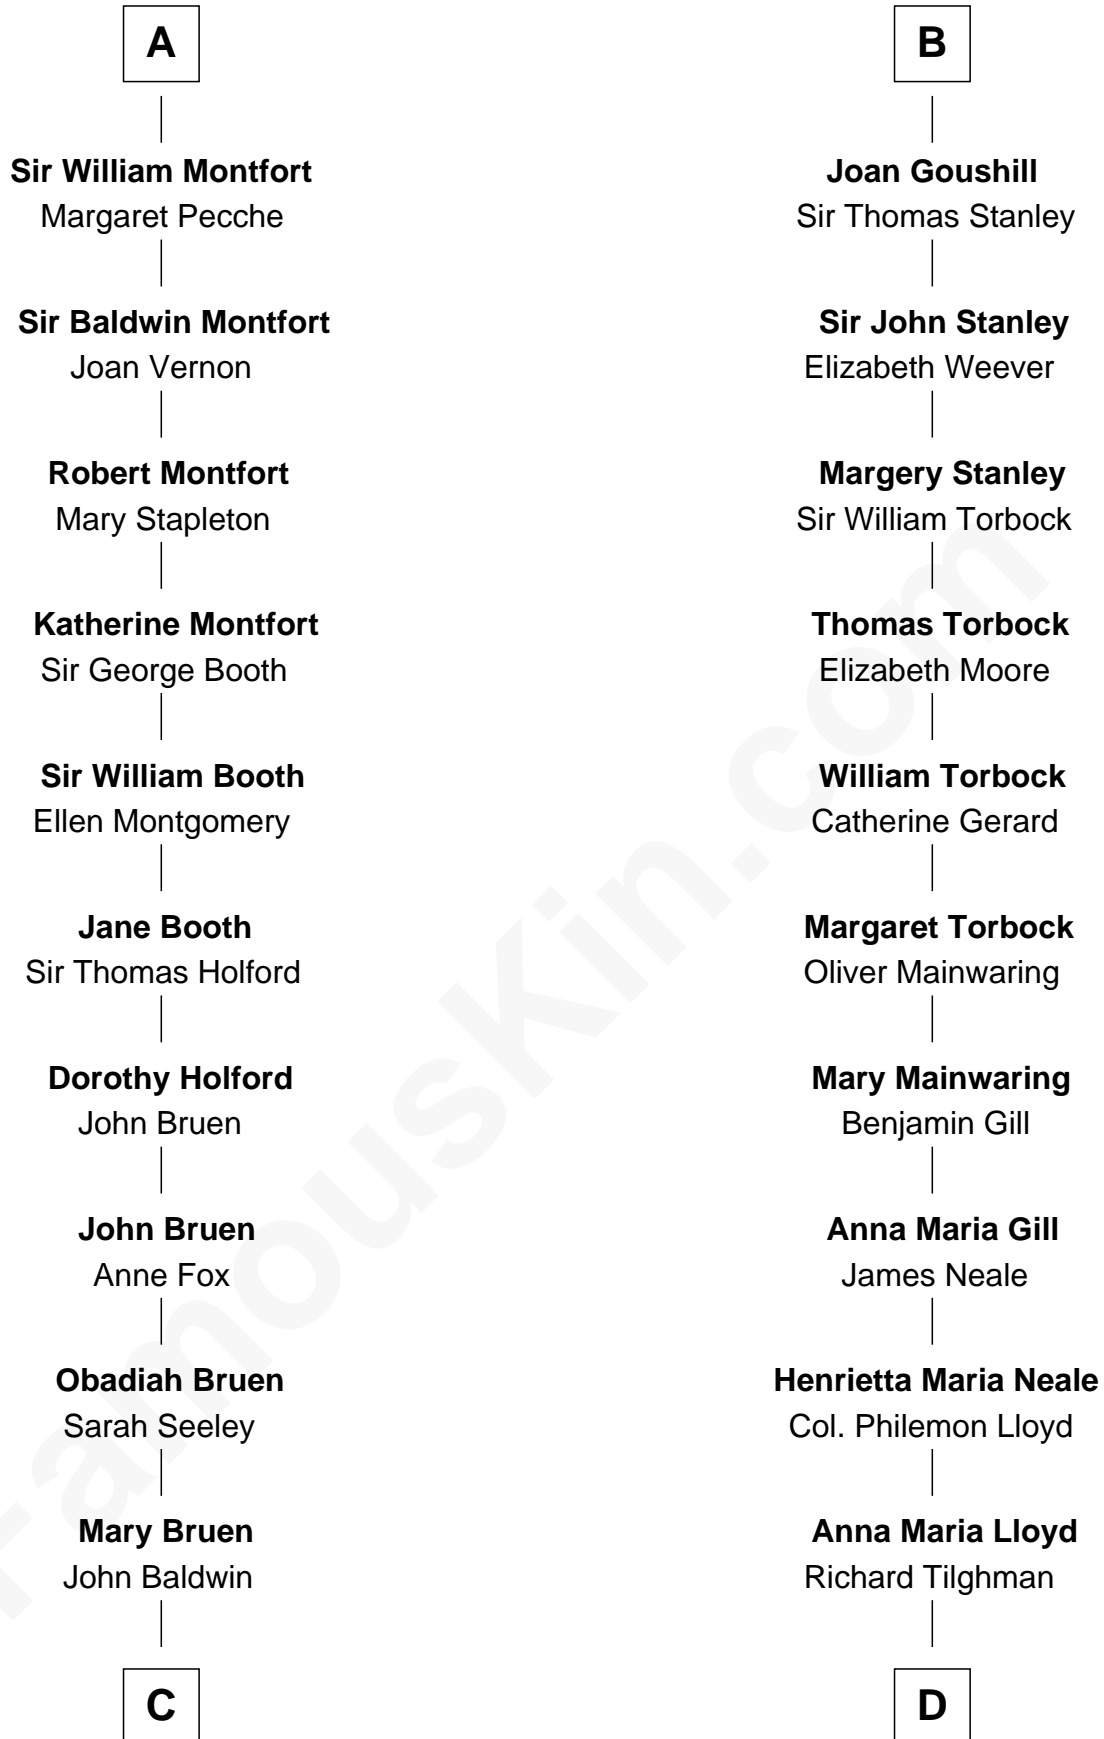 A
Sir William Montfort
Margaret Pecche
Sir Baldwin Montfort
Joan Vernon
Robert Montfort
Mary Stapleton
Katherine Montfort
Sir George Booth
Sir William Booth
Ellen Montgomery
Jane Booth
Sir Thomas Holford
Dorothy Holford
John Bruen
John Bruen
Anne Fox
Obadiah Bruen
Sarah Seeley
Mary Bruen
John Baldwin
C
B
Joan Goushill
Sir Thomas Stanley
Sir John Stanley
Elizabeth Weever
Margery Stanley
Sir William Torbock
Thomas Torbock
Elizabeth Moore
William Torbock
Catherine Gerard
Margaret Torbock
Oliver Mainwaring
Mary Mainwaring
Benjamin Gill
Anna Maria Gill
James Neale
Henrietta Maria Neale
Col. Philemon Lloyd
Anna Maria Lloyd
Richard Tilghman
D
FamousKin.com